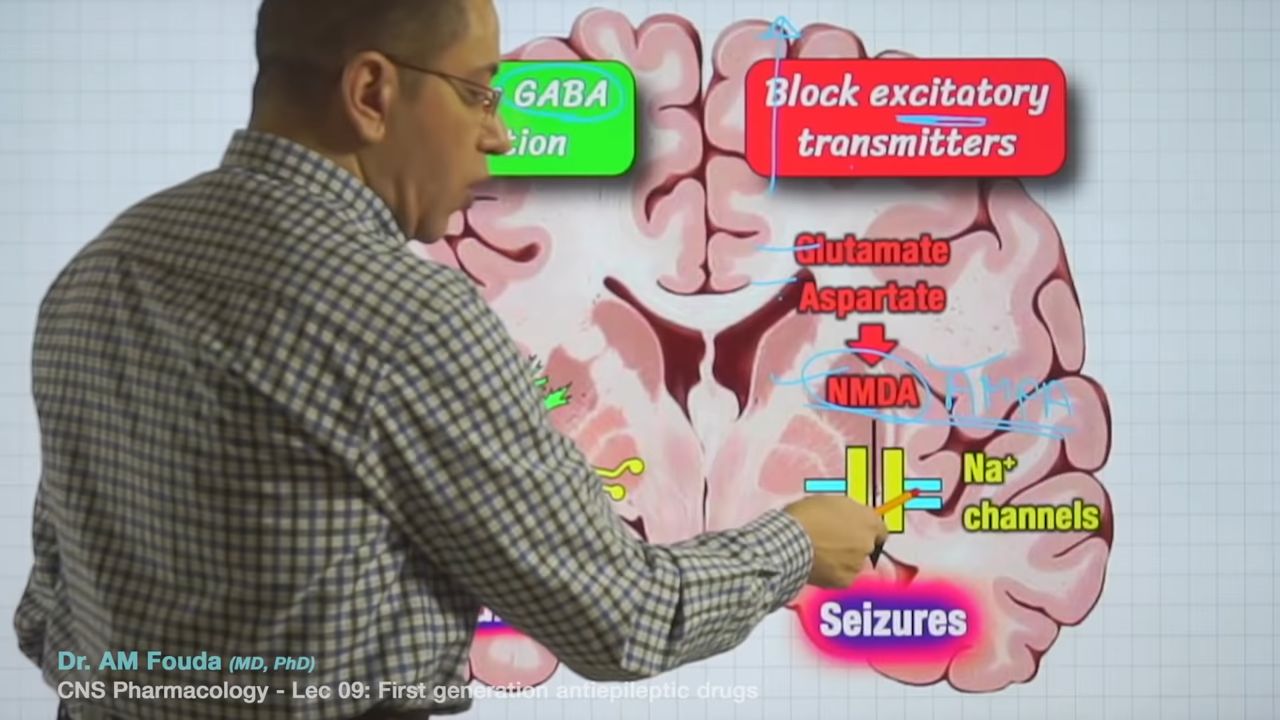 GABA
tion
Block excitatory
transmitters
Glutamate
Aspartate
NMDA AMPA
Na+
channels
Seizures
Dr. AM Fouda (MD, PhD)
CNS Pharmacology - Lec 09: First generation antiepileptic drugs